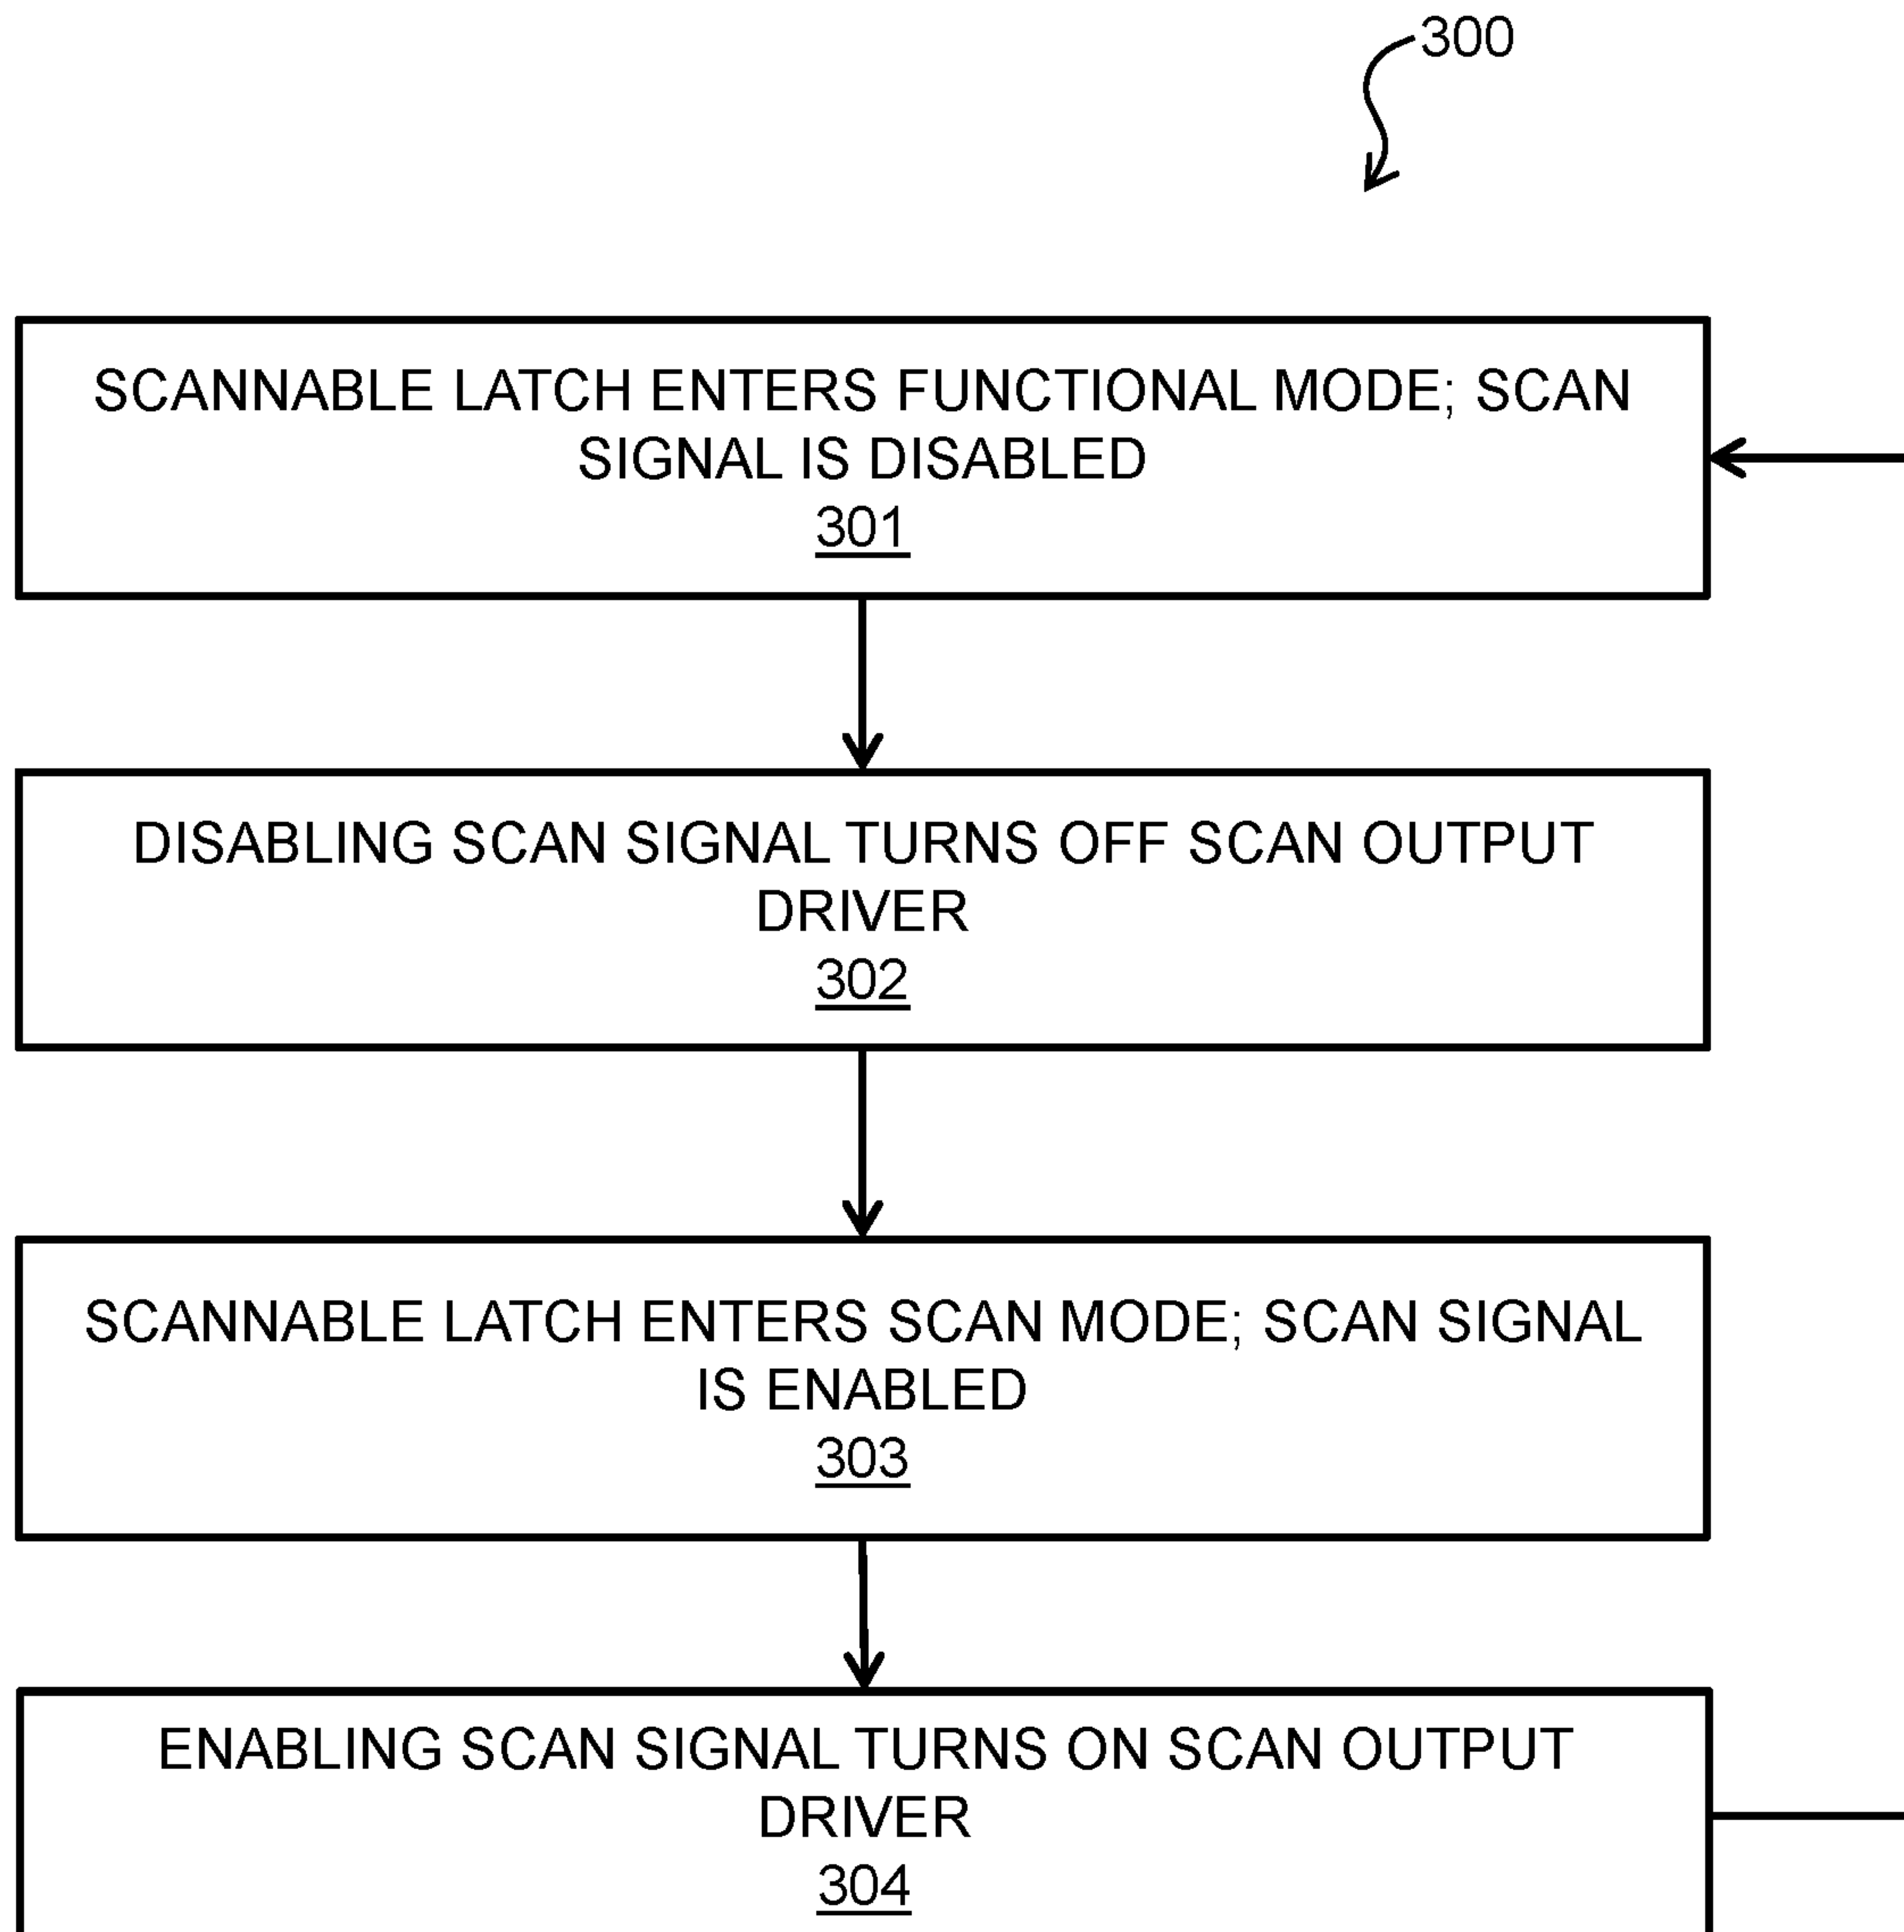 300
SCANNABLE LATCH ENTERS FUNCTIONAL MODE; SCAN
SIGNAL IS DISABLED
301
DISABLING SCAN SIGNAL TURNS OFF SCAN OUTPUT
DRIVER
302
SCANNABLE LATCH ENTERS SCAN MODE; SCAN SIGNAL
IS ENABLED
303
ENABLING SCAN SIGNAL TURNS ON SCAN OUTPUT
DRIVER
304